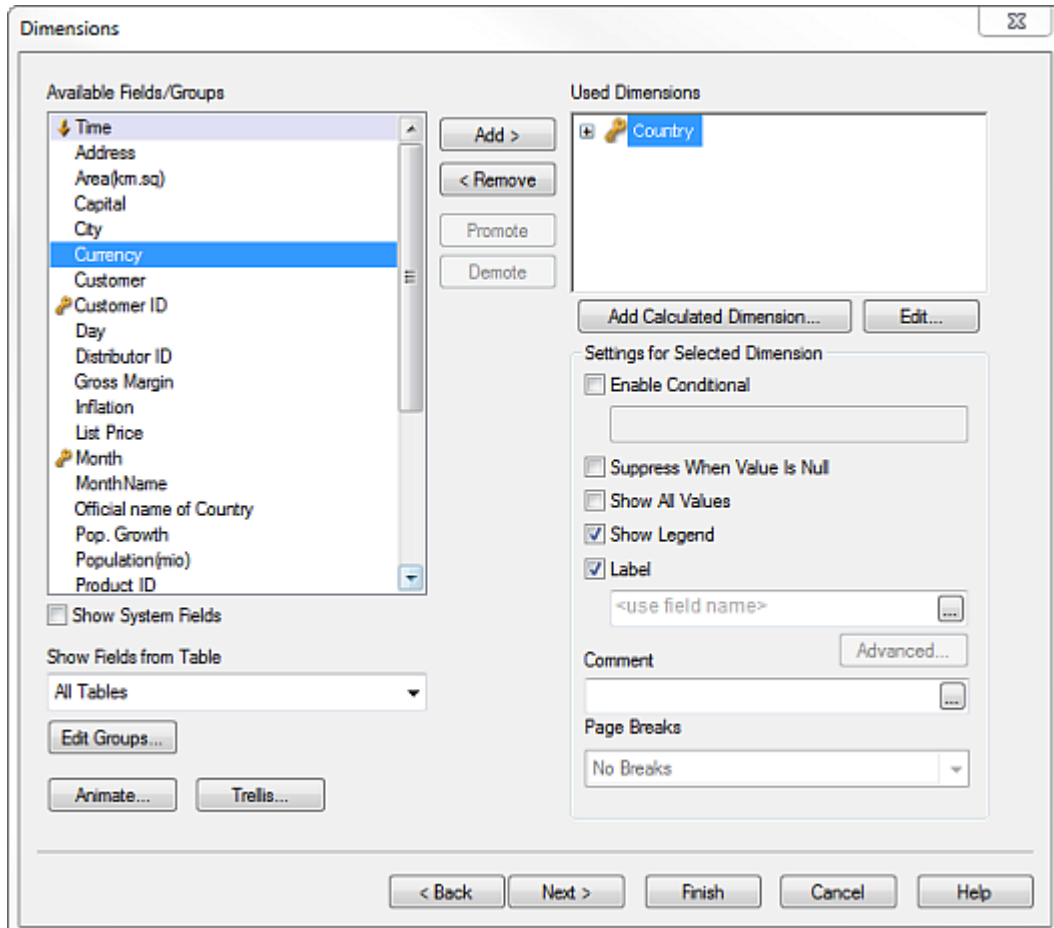 Dimensions
Available Fields/Groups
Time
Address
Area(km.sq)
Capital
City
Currency
Customer
Customer ID
Day
Distributor ID
Gross Margin
Inflation
List Price
Month
MonthName
Official name of Country
Pop. Growth
Population(mio)
Product ID
Show System Fields
Show Fields from Table
All Tables
Edit Groups...
Animate...
Trellis...
Add >
< Remove
Promote
Demote
Used Dimensions
Country
Add Calculated Dimension...
Edit...
Settings for Selected Dimension
Enable Conditional
Suppress When Value Is Null
Show All Values
Show Legend
Label
<use field name>
...
Advanced...
Comment
...
Page Breaks
No Breaks
< Back
Next >
Finish
Cancel
Help